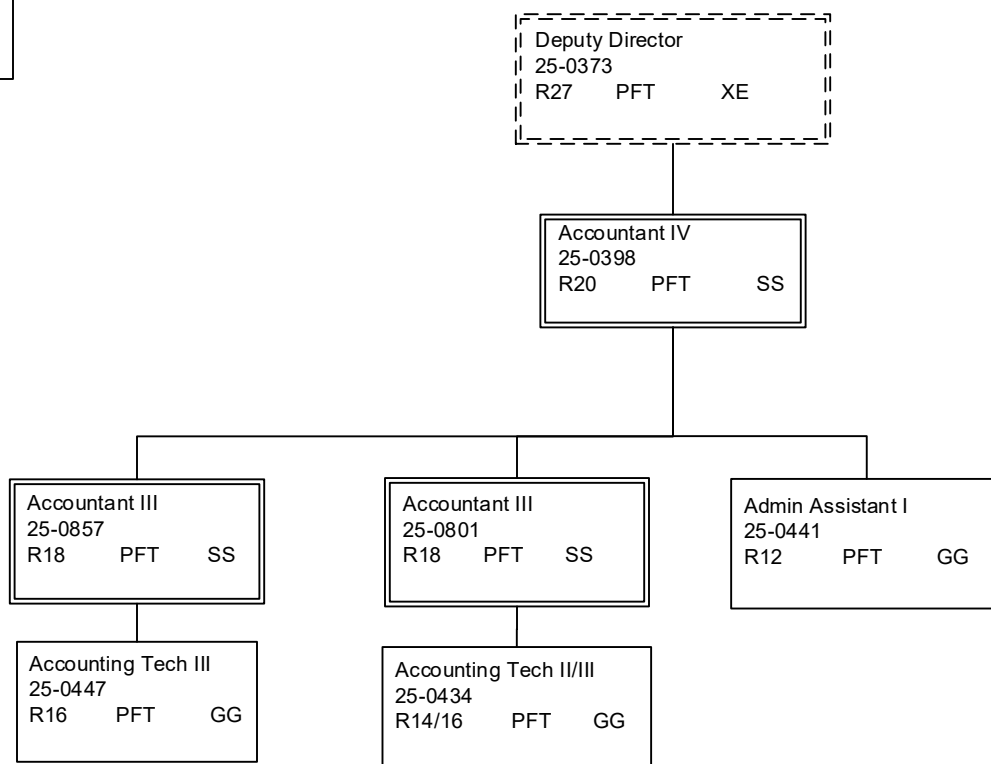 Deputy Director
25-0373
R27 PFT XE
Accountant IV
25-0398
R20 PFT SS
Accountant III
25-0857
R18 PFT SS
Accountant III
25-0801
R18 PFT SS
Admin Assistant I
25-0441
R12 PFT GG
Accounting Tech III
25-0447
R16 PFT GG
Accounting Tech II/III
25-0434
R14/16 PFT GG